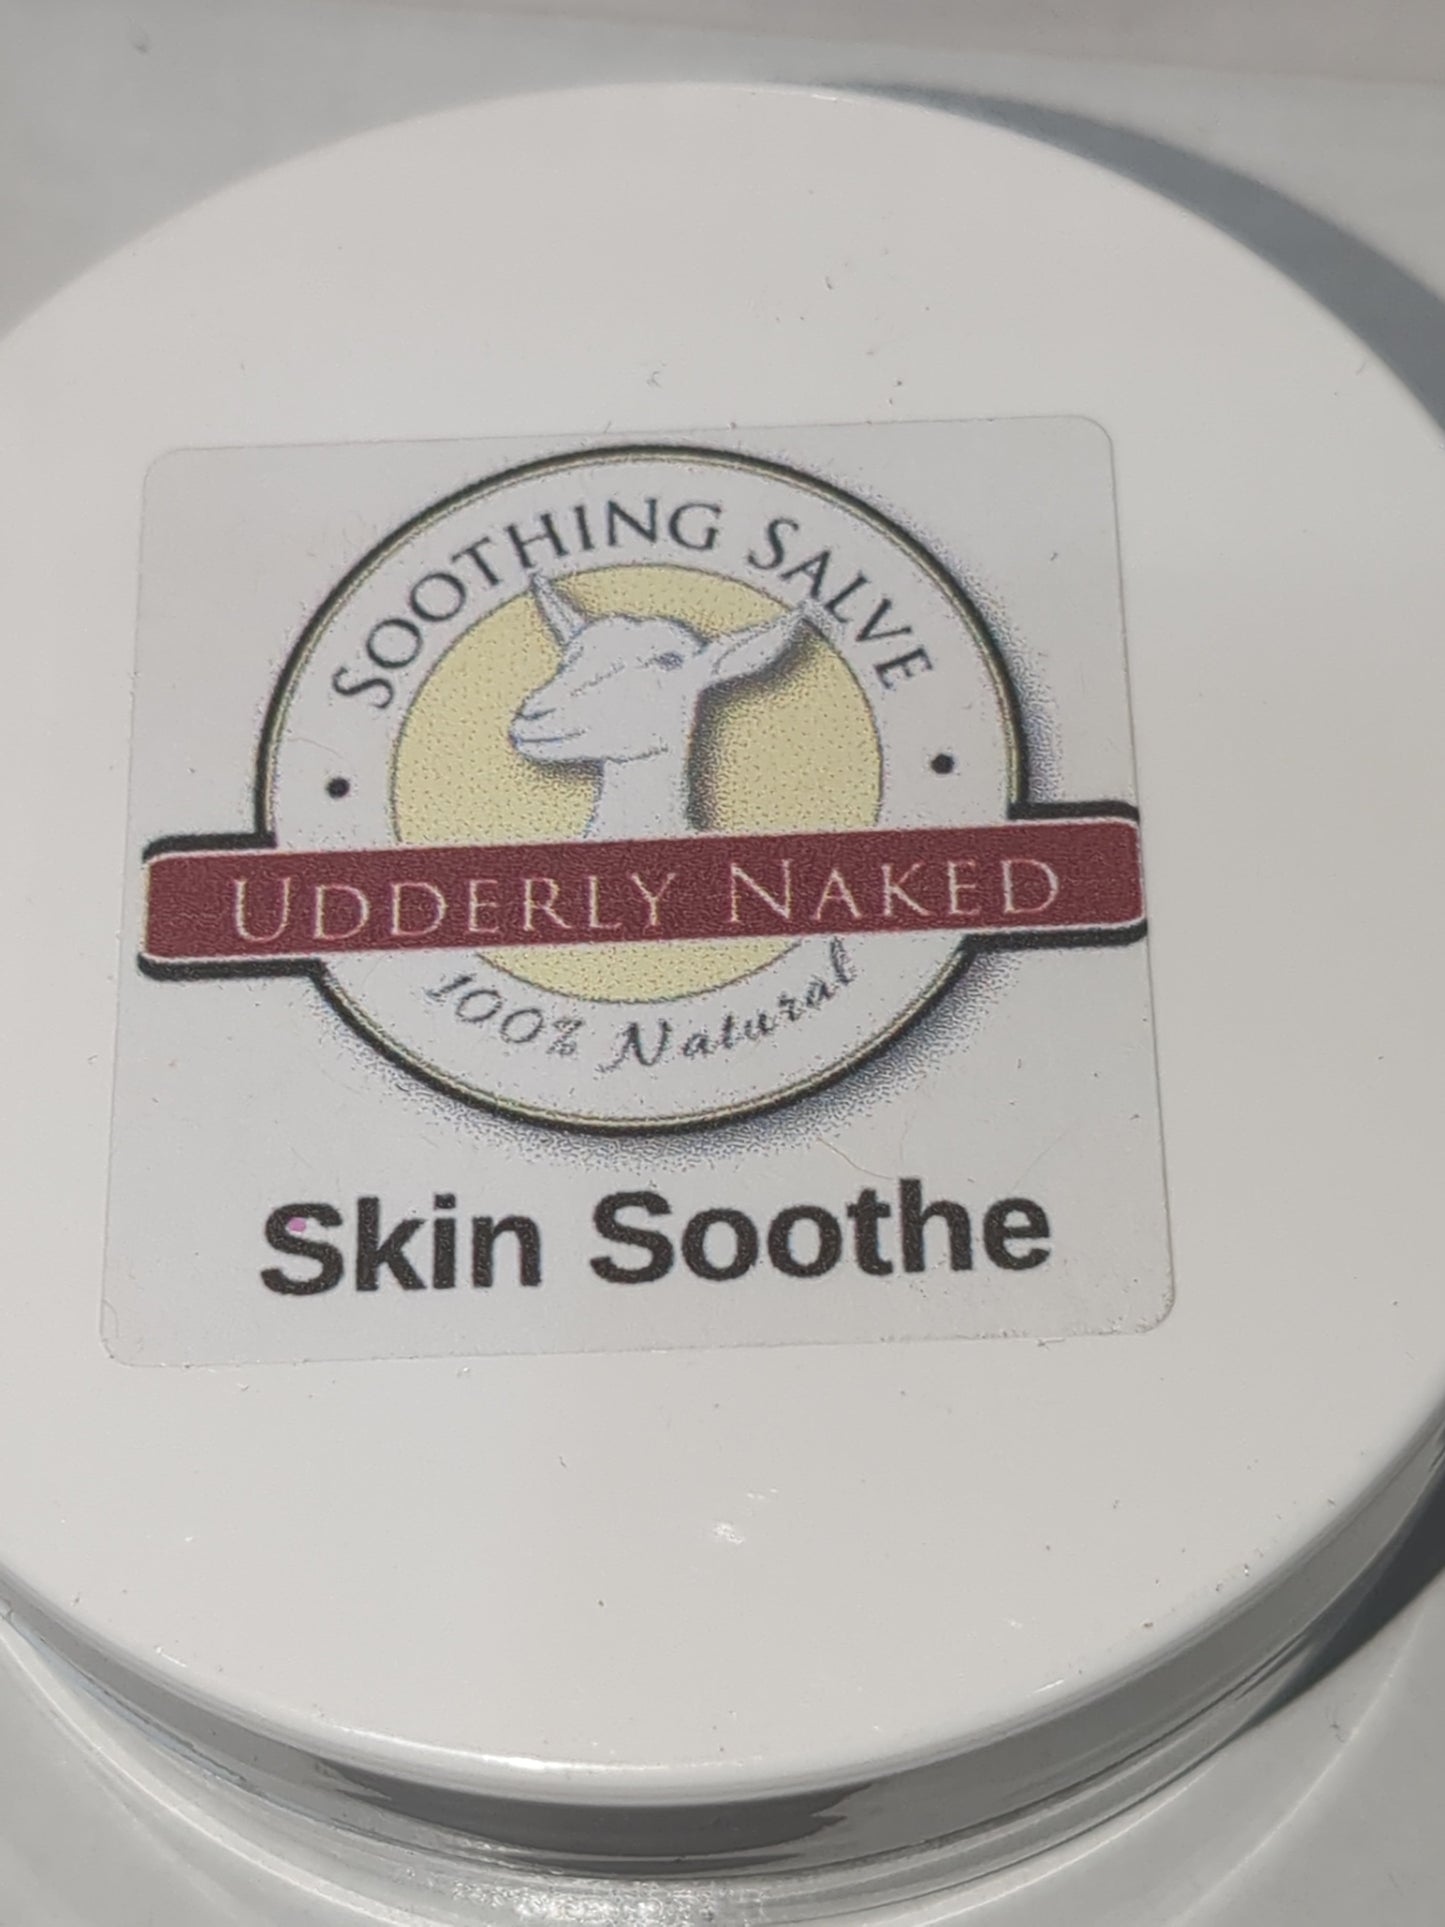 SOOTHING SALVE
UDDERLY NAKED
100% Natural
Skin Soothe